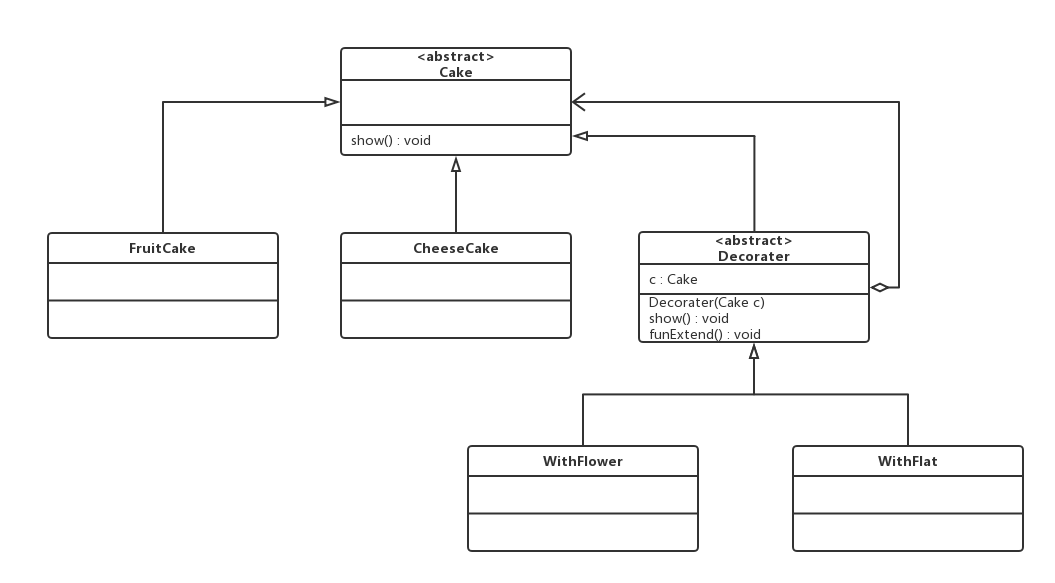 <abstract>
Cake
show() : void
FruitCake
CheeseCake
<abstract>
Decorater
c : Cake
Decorater(Cake c)
show() : void
funExtend() : void
WithFlower
WithFlat